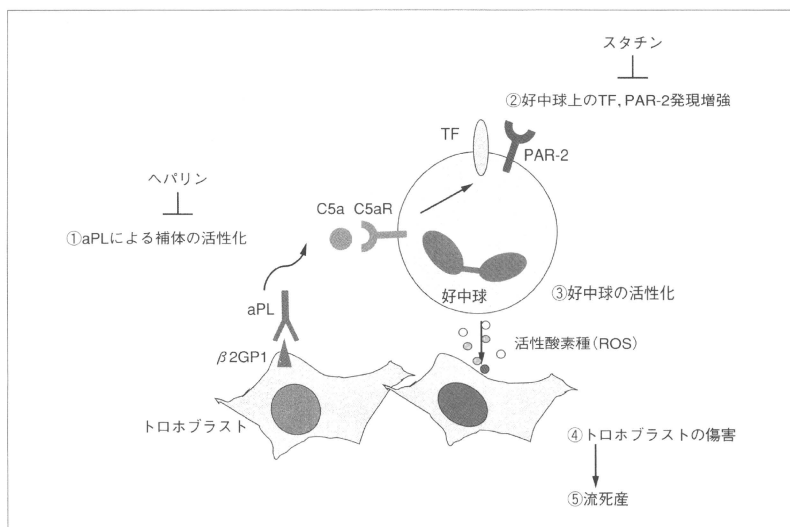 スタチン
②好中球上のTF, PAR-2発現増強
TF
PAR-2
ヘパリン
C5a C5aR
①aPLによる補体の活性化
好中球
③好中球の活性化
aPL
活性酸素種(ROS)
β2GP1
トロホブラスト
④トロホブラストの傷害
⑤流死産